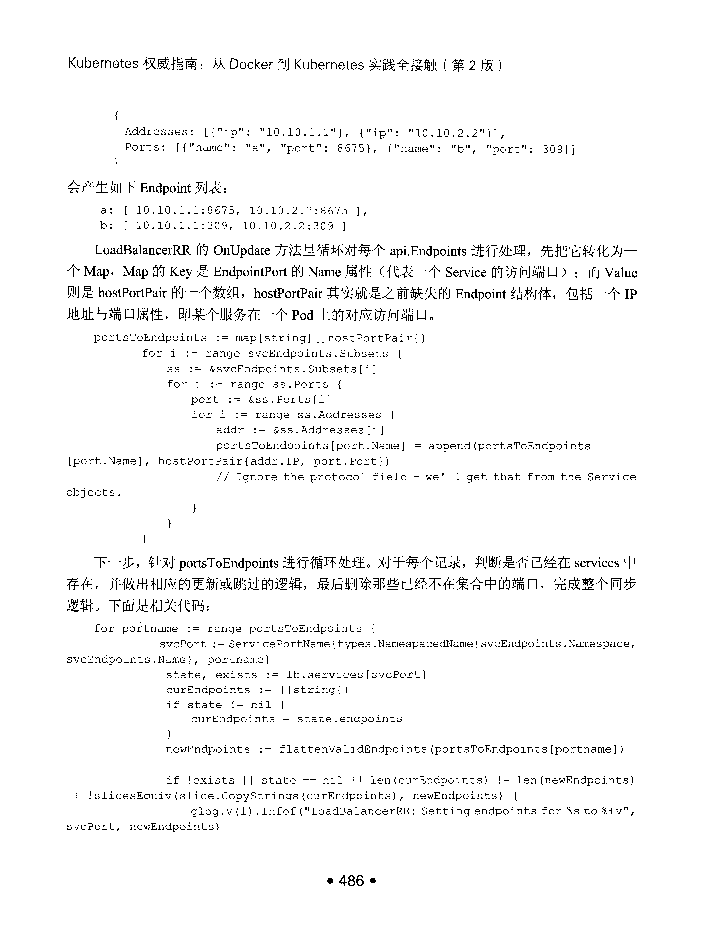 Kubernetes 权威指南：从 Docker 到 Kubernetes 实践全接触（第 2 版）
{
Addresses: [{"ip": "10.10.1.1"}, {"ip": "10.10.2.2"}],
Ports: [{"name": "a", "port": 8675}, {"name": "b", "port": 309}]
}
会产生如下 Endpoint 列表：
a: [ 10.10.1.1:8675, 10.10.2.2:8675 ],
b: [ 10.10.1.1:309, 10.10.2.2:309 ]
LoadBalancerRR 的 OnUpdate 方法里循环对每个 api.Endpoints 进行处理，先把它转化为一
个 Map，Map 的 Key 是 EndpointPort 的 Name 属性（代表一个 Service 的访问端口）；而 Value
则是 hostPortPair 的一个数组，hostPortPair 其实就是之前缺失的 Endpoint 结构体，包括一个 IP
地址与端口属性，即某个服务在一个 Pod 上的对应访问端口。
portsToEndpoints := map[string][]hostPortPair{}
for i := range svcEndpoints.Subsets {
ss := &svcEndpoints.Subsets[i]
for i := range ss.Ports {
port := &ss.Ports[i]
for i := range ss.Addresses {
addr := &ss.Addresses[i]
portsToEndpoints[port.Name] = append(portsToEndpoints
[port.Name], hostPortPair{addr.IP, port.Port})
// Ignore the protocol field - we'll get that from the Service
objects.
}
}
}
下一步，针对 portsToEndpoints 进行循环处理。对于每个记录，判断是否已经在 services 中
存在，并做出相应的更新或跳过的逻辑，最后删除那些已经不在集合中的端口，完成整个同步
逻辑。下面是相关代码：
for portname := range portsToEndpoints {
svcPort := ServicePortName{types.NamespacedName{svcEndpoints.Namespace,
svcEndpoints.Name}, portname}
state, exists := lb.services[svcPort]
curEndpoints := []string{}
if state != nil {
curEndpoints = state.endpoints
}
newEndpoints := flattenValidEndpoints(portsToEndpoints[portname])
if !exists || state == nil || len(curEndpoints) != len(newEndpoints)
|| !slicesEquiv(slice.CopyStrings(curEndpoints), newEndpoints) {
glog.V(1).Infof("LoadBalancerRR: Setting endpoints for %s to %+v",
svcPort, newEndpoints)
• 486 •